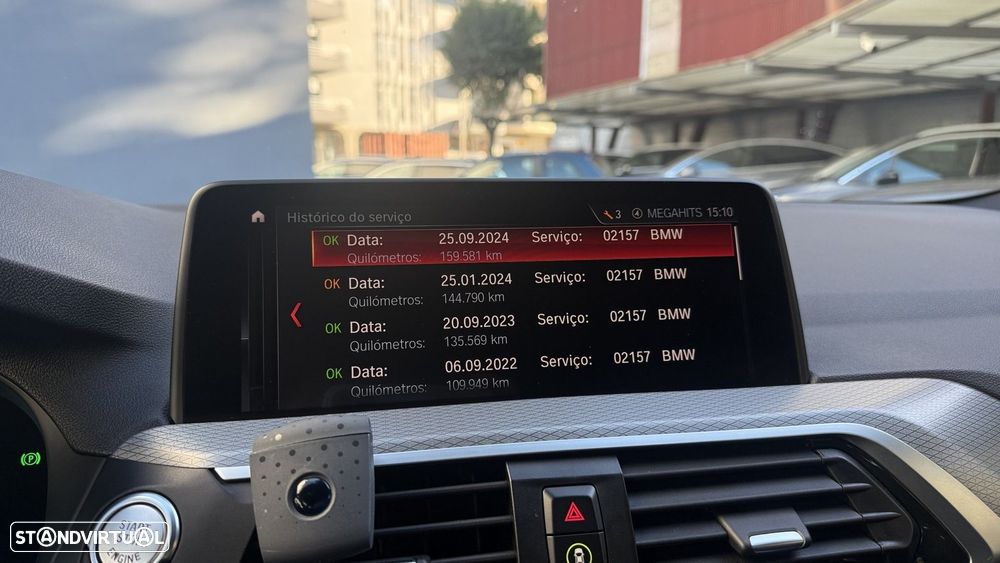 Histórico do serviço 3 MEGAHITS 15:10
OK Data: 25.09.2024 Serviço: 02157 BMW
Quilómetros: 159.581 km
OK Data: 25.01.2024 Serviço: 02157 BMW
Quilómetros: 144.790 km
OK Data: 20.09.2023 Serviço: 02157 BMW
Quilómetros: 135.569 km
OK Data: 06.09.2022 Serviço: 02157 BMW
Quilómetros: 109.949 km
(P)
START
ENGINE
STANDVIRTUAL